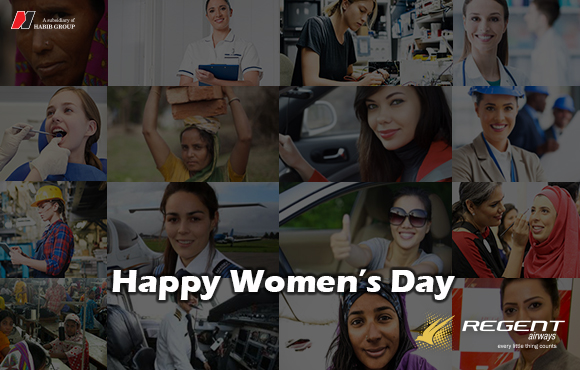 A subsidiary of
HABIB GROUP
Happy Women's Day
REGENT
airways
every little thing counts